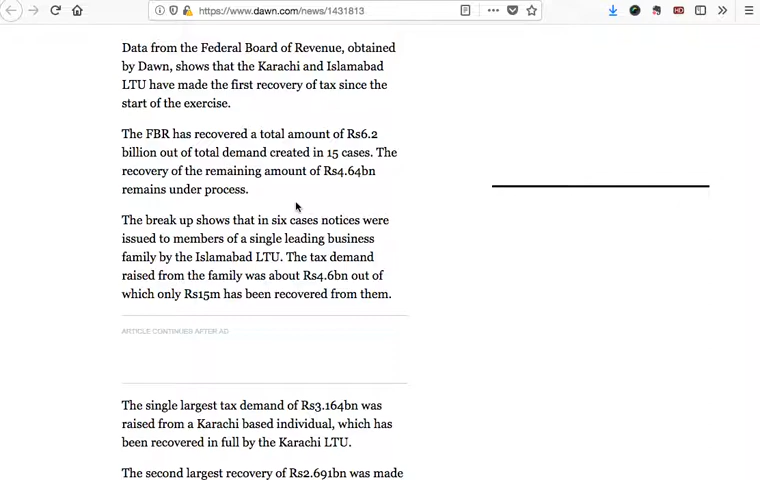 https://www.dawn.com/news/1431813
HD
Data from the Federal Board of Revenue, obtained
by Dawn, shows that the Karachi and Islamabad
LTU have made the first recovery of tax since the
start of the exercise.
The FBR has recovered a total amount of Rs6.2
billion out of total demand created in 15 cases. The
recovery of the remaining amount of Rs4.64bn
remains under process.
The break up shows that in six cases notices were
issued to members of a single leading business
family by the Islamabad LTU. The tax demand
raised from the family was about Rs4.6bn out of
which only Rs15m has been recovered from them.
ARTICLE CONTINUES AFTER AD
The single largest tax demand of Rs3.164bn was
raised from a Karachi based individual, which has
been recovered in full by the Karachi LTU.
The second largest recovery of Rs2.691bn was made